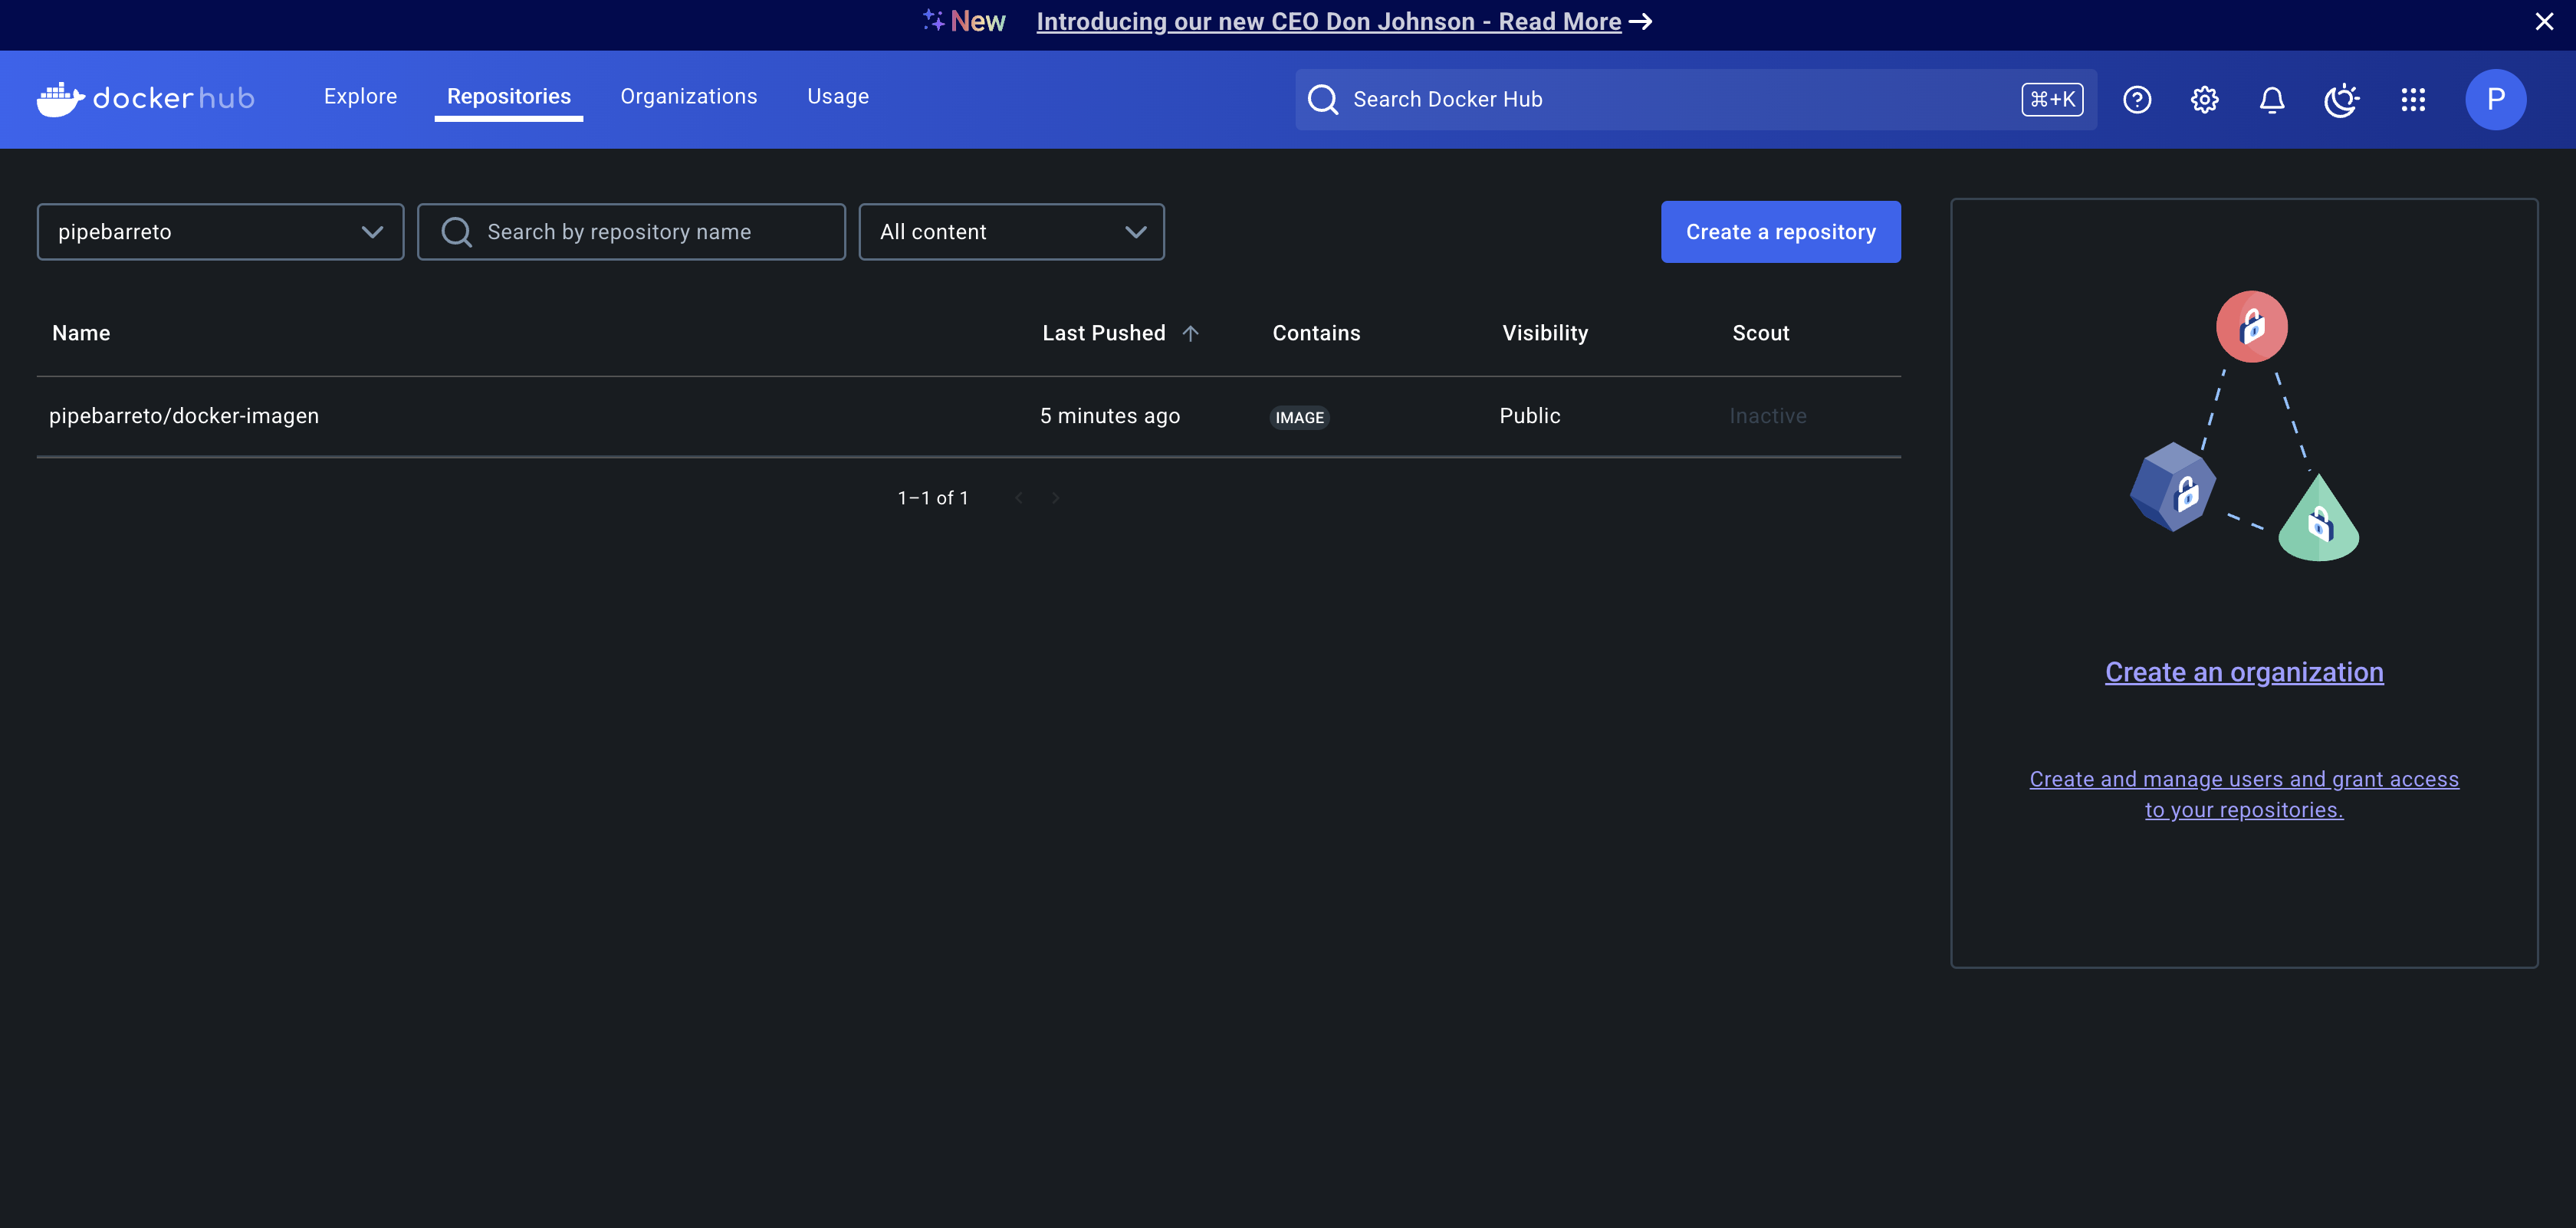 New Introducing our new CEO Don Johnson - Read More
dockerhub Explore Repositories Organizations Usage Search Docker Hub ⌘+K P
pipebarreto Search by repository name All content Create a repository
Name Last Pushed Contains Visibility Scout
pipebarreto/docker-imagen 5 minutes ago IMAGE Public Inactive
1–1 of 1
Create an organization
Create and manage users and grant access
to your repositories.